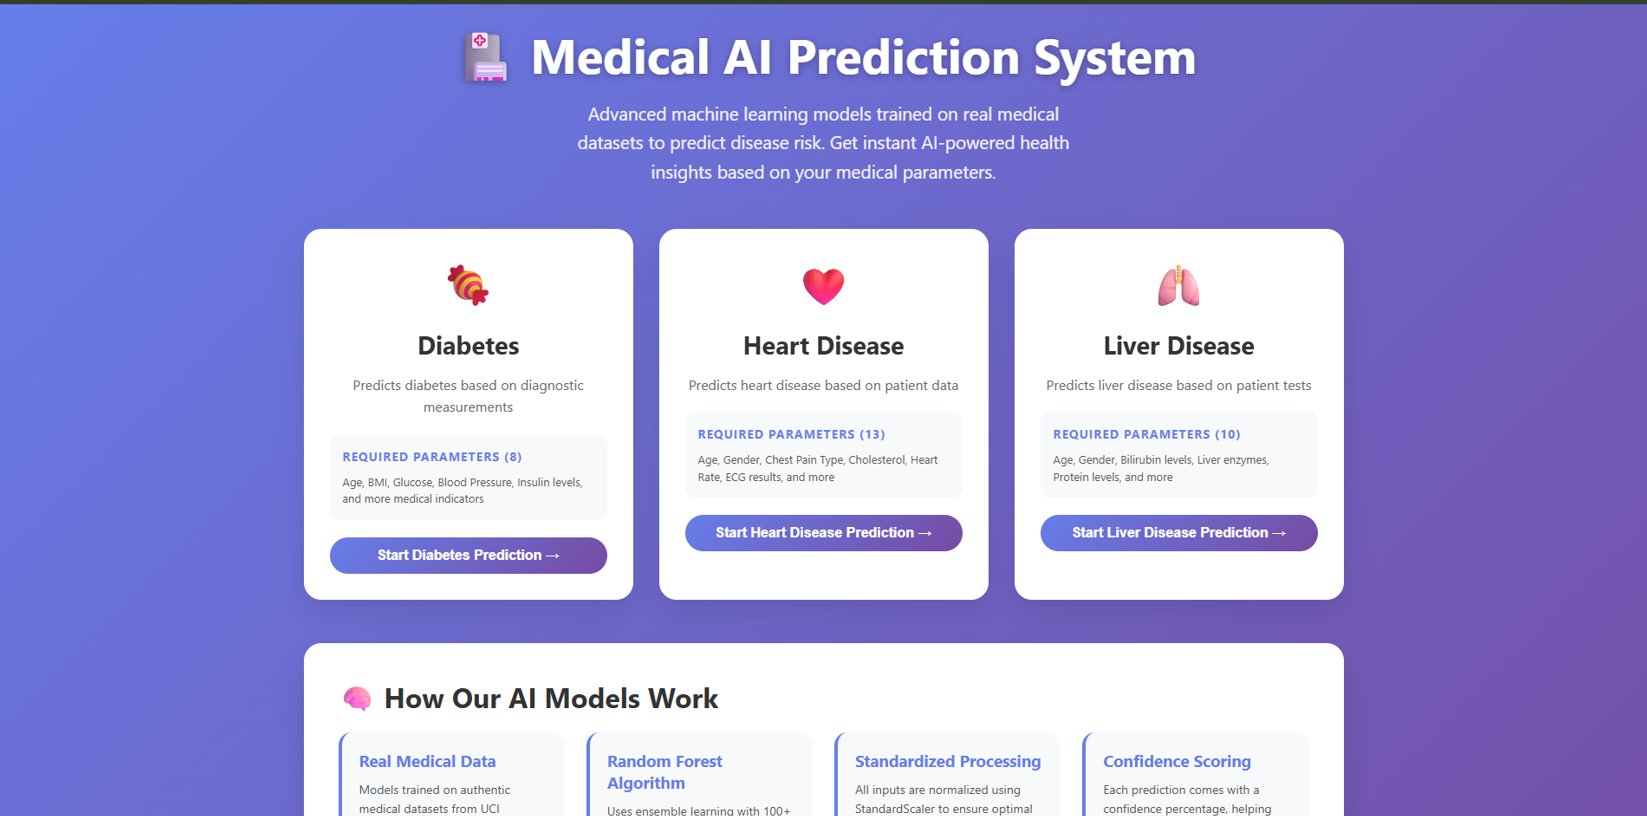 Medical AI Prediction System
Advanced machine learning models trained on real medical
datasets to predict disease risk. Get instant AI-powered health
insights based on your medical parameters.
Diabetes
Predicts diabetes based on diagnostic
measurements
REQUIRED PARAMETERS (8)
Age, BMI, Glucose, Blood Pressure, Insulin levels,
and more medical indicators
Start Diabetes Prediction →
Heart Disease
Predicts heart disease based on patient data
REQUIRED PARAMETERS (13)
Age, Gender, Chest Pain Type, Cholesterol, Heart
Rate, ECG results, and more
Start Heart Disease Prediction →
Liver Disease
Predicts liver disease based on patient tests
REQUIRED PARAMETERS (10)
Age, Gender, Bilirubin levels, Liver enzymes,
Protein levels, and more
Start Liver Disease Prediction →
How Our AI Models Work
Real Medical Data
Models trained on authentic
medical datasets from UCI
Random Forest
Algorithm
Uses ensemble learning with 100+
Standardized Processing
All inputs are normalized using
StandardScaler to ensure optimal
Confidence Scoring
Each prediction comes with a
confidence percentage, helping